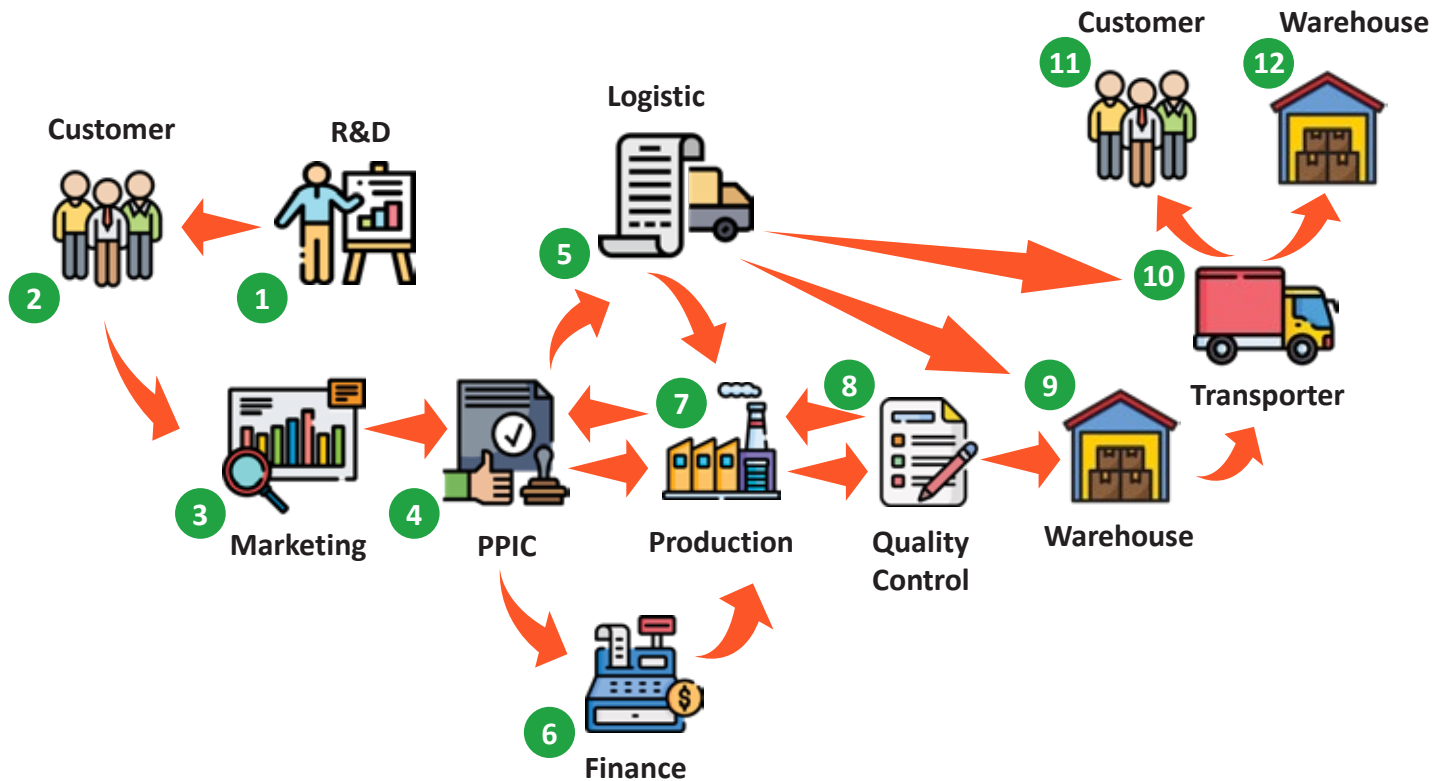 Customer
Warehouse
11
12
Logistic
Customer
R&D
5
10
2
1
Transporter
7
8
9
3
4
Marketing
PPIC
Production
Quality
Control
Warehouse
$
6
Finance